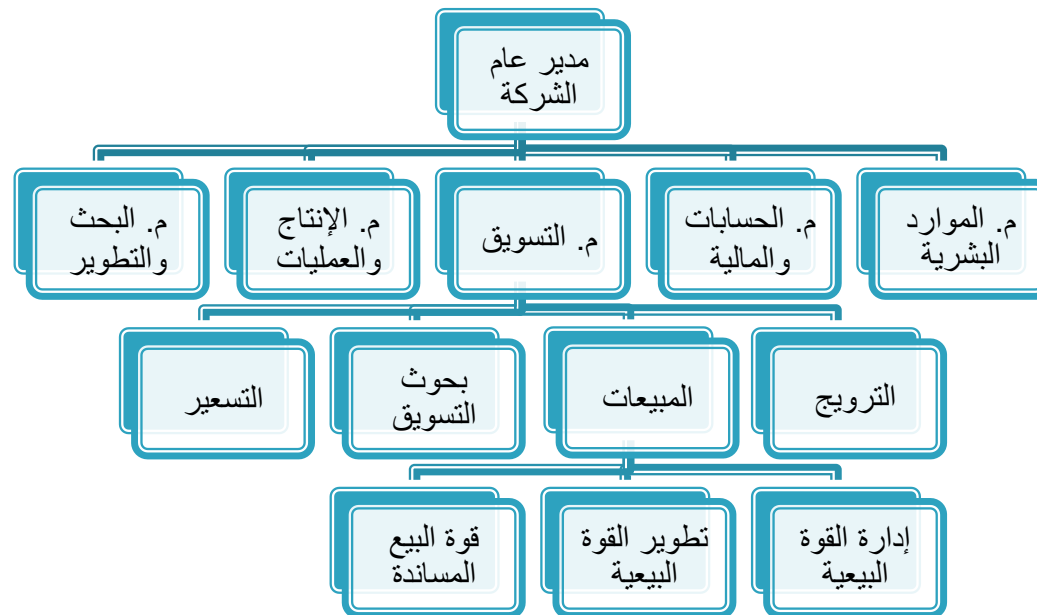 مدير عام
الشركة
م. الموارد
البشرية
م. الحسابات
والمالية
م. التسويق
م. الإنتاج
والعمليات
م. البحث
والتطوير
الترويج
المبيعات
بحوث
التسويق
التسعير
إدارة القوة
البيعية
تطوير القوة
البيعية
قوة البيع
المساندة